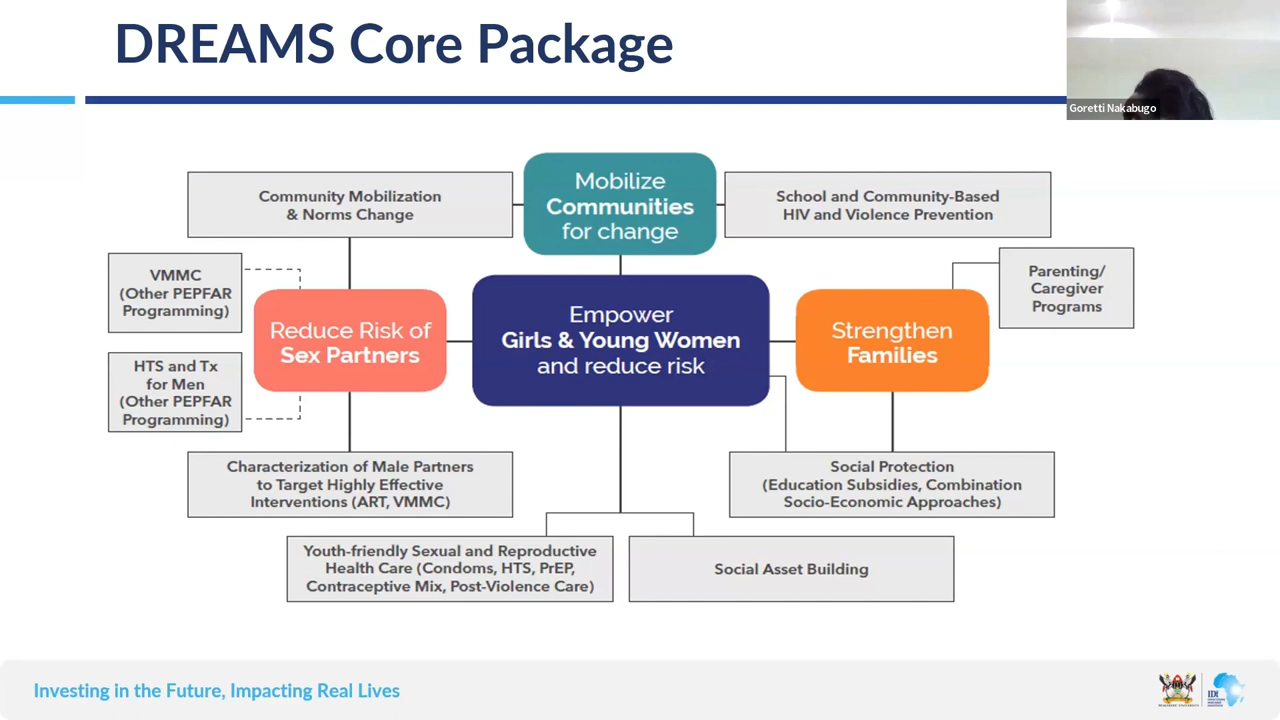 DREAMS Core Package
Goretti Nakabugo
Mobilize
Communities
for change
Community Mobilization
& Norms Change
School and Community-Based
HIV and Violence Prevention
VMMC
(Other PEPFAR
Programming)
Parenting/
Caregiver
Programs
Reduce Risk of
Sex Partners
Empower
Girls & Young Women
and reduce risk
Strengthen
Families
HTS and Tx
for Men
(Other PEPFAR
Programming)
Characterization of Male Partners
to Target Highly Effective
Interventions (ART, VMMC)
Social Protection
(Education Subsidies, Combination
Socio-Economic Approaches)
Youth-friendly Sexual and Reproductive
Health Care (Condoms, HTS, PrEP,
Contraceptive Mix, Post-Violence Care)
Social Asset Building
Investing in the Future, Impacting Real Lives
IDI